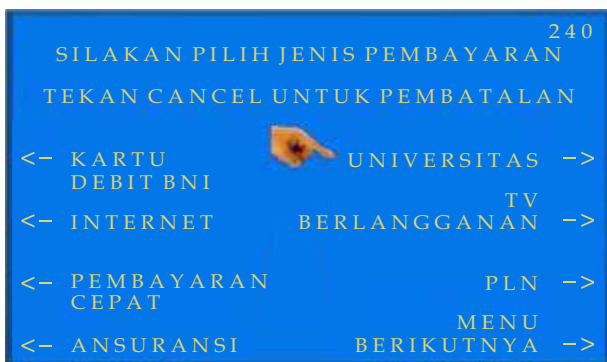 240
SILAKAN PILIH JENIS PEMBAYARAN
TEKAN CANCEL UNTUK PEMBATALAN
<– KARTU DEBIT BNI
UNIVERSITAS –>
<– INTERNET
TV BERLANGGANAN –>
<– PEMBAYARAN CEPAT
PLN –>
<– ANSURANSI
MENU BERIKUTNYA –>